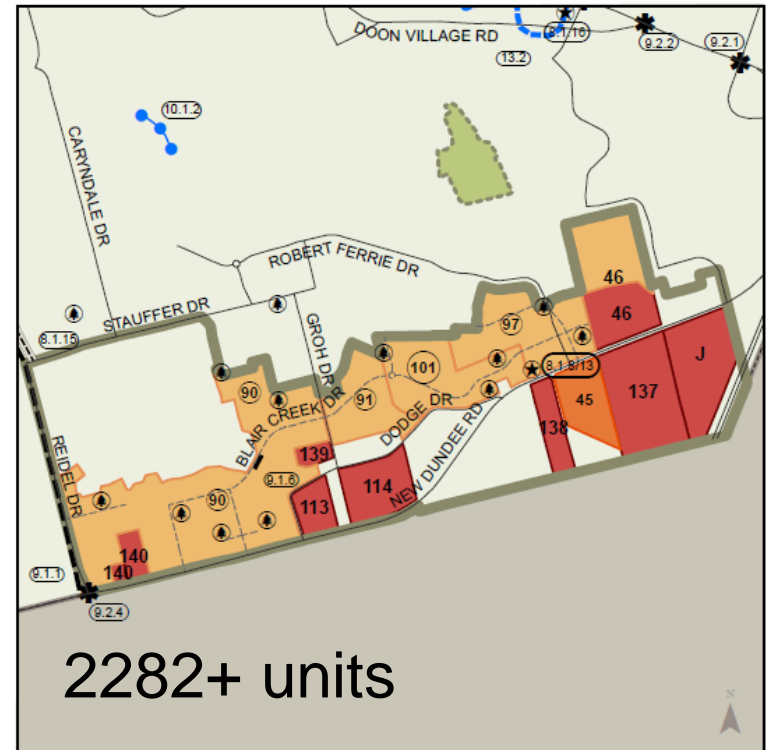 DOON VILLAGE RD
8.1.16
9.2.2
9.2.1
13.2
10.1.2
CARYNDALE DR
ROBERT FERRIE DR
STAUFFER DR
8.1.15
GROH DR
46
46
97
J
101
8.1.8/13
90
91
137
45
BLAIR CREEK DR
DODGE DR
138
139
REIDEL DR
NEW DUNDEE RD
9.1.6
114
90
113
140
140
9.1.1
9.2.4
2282+ units
N